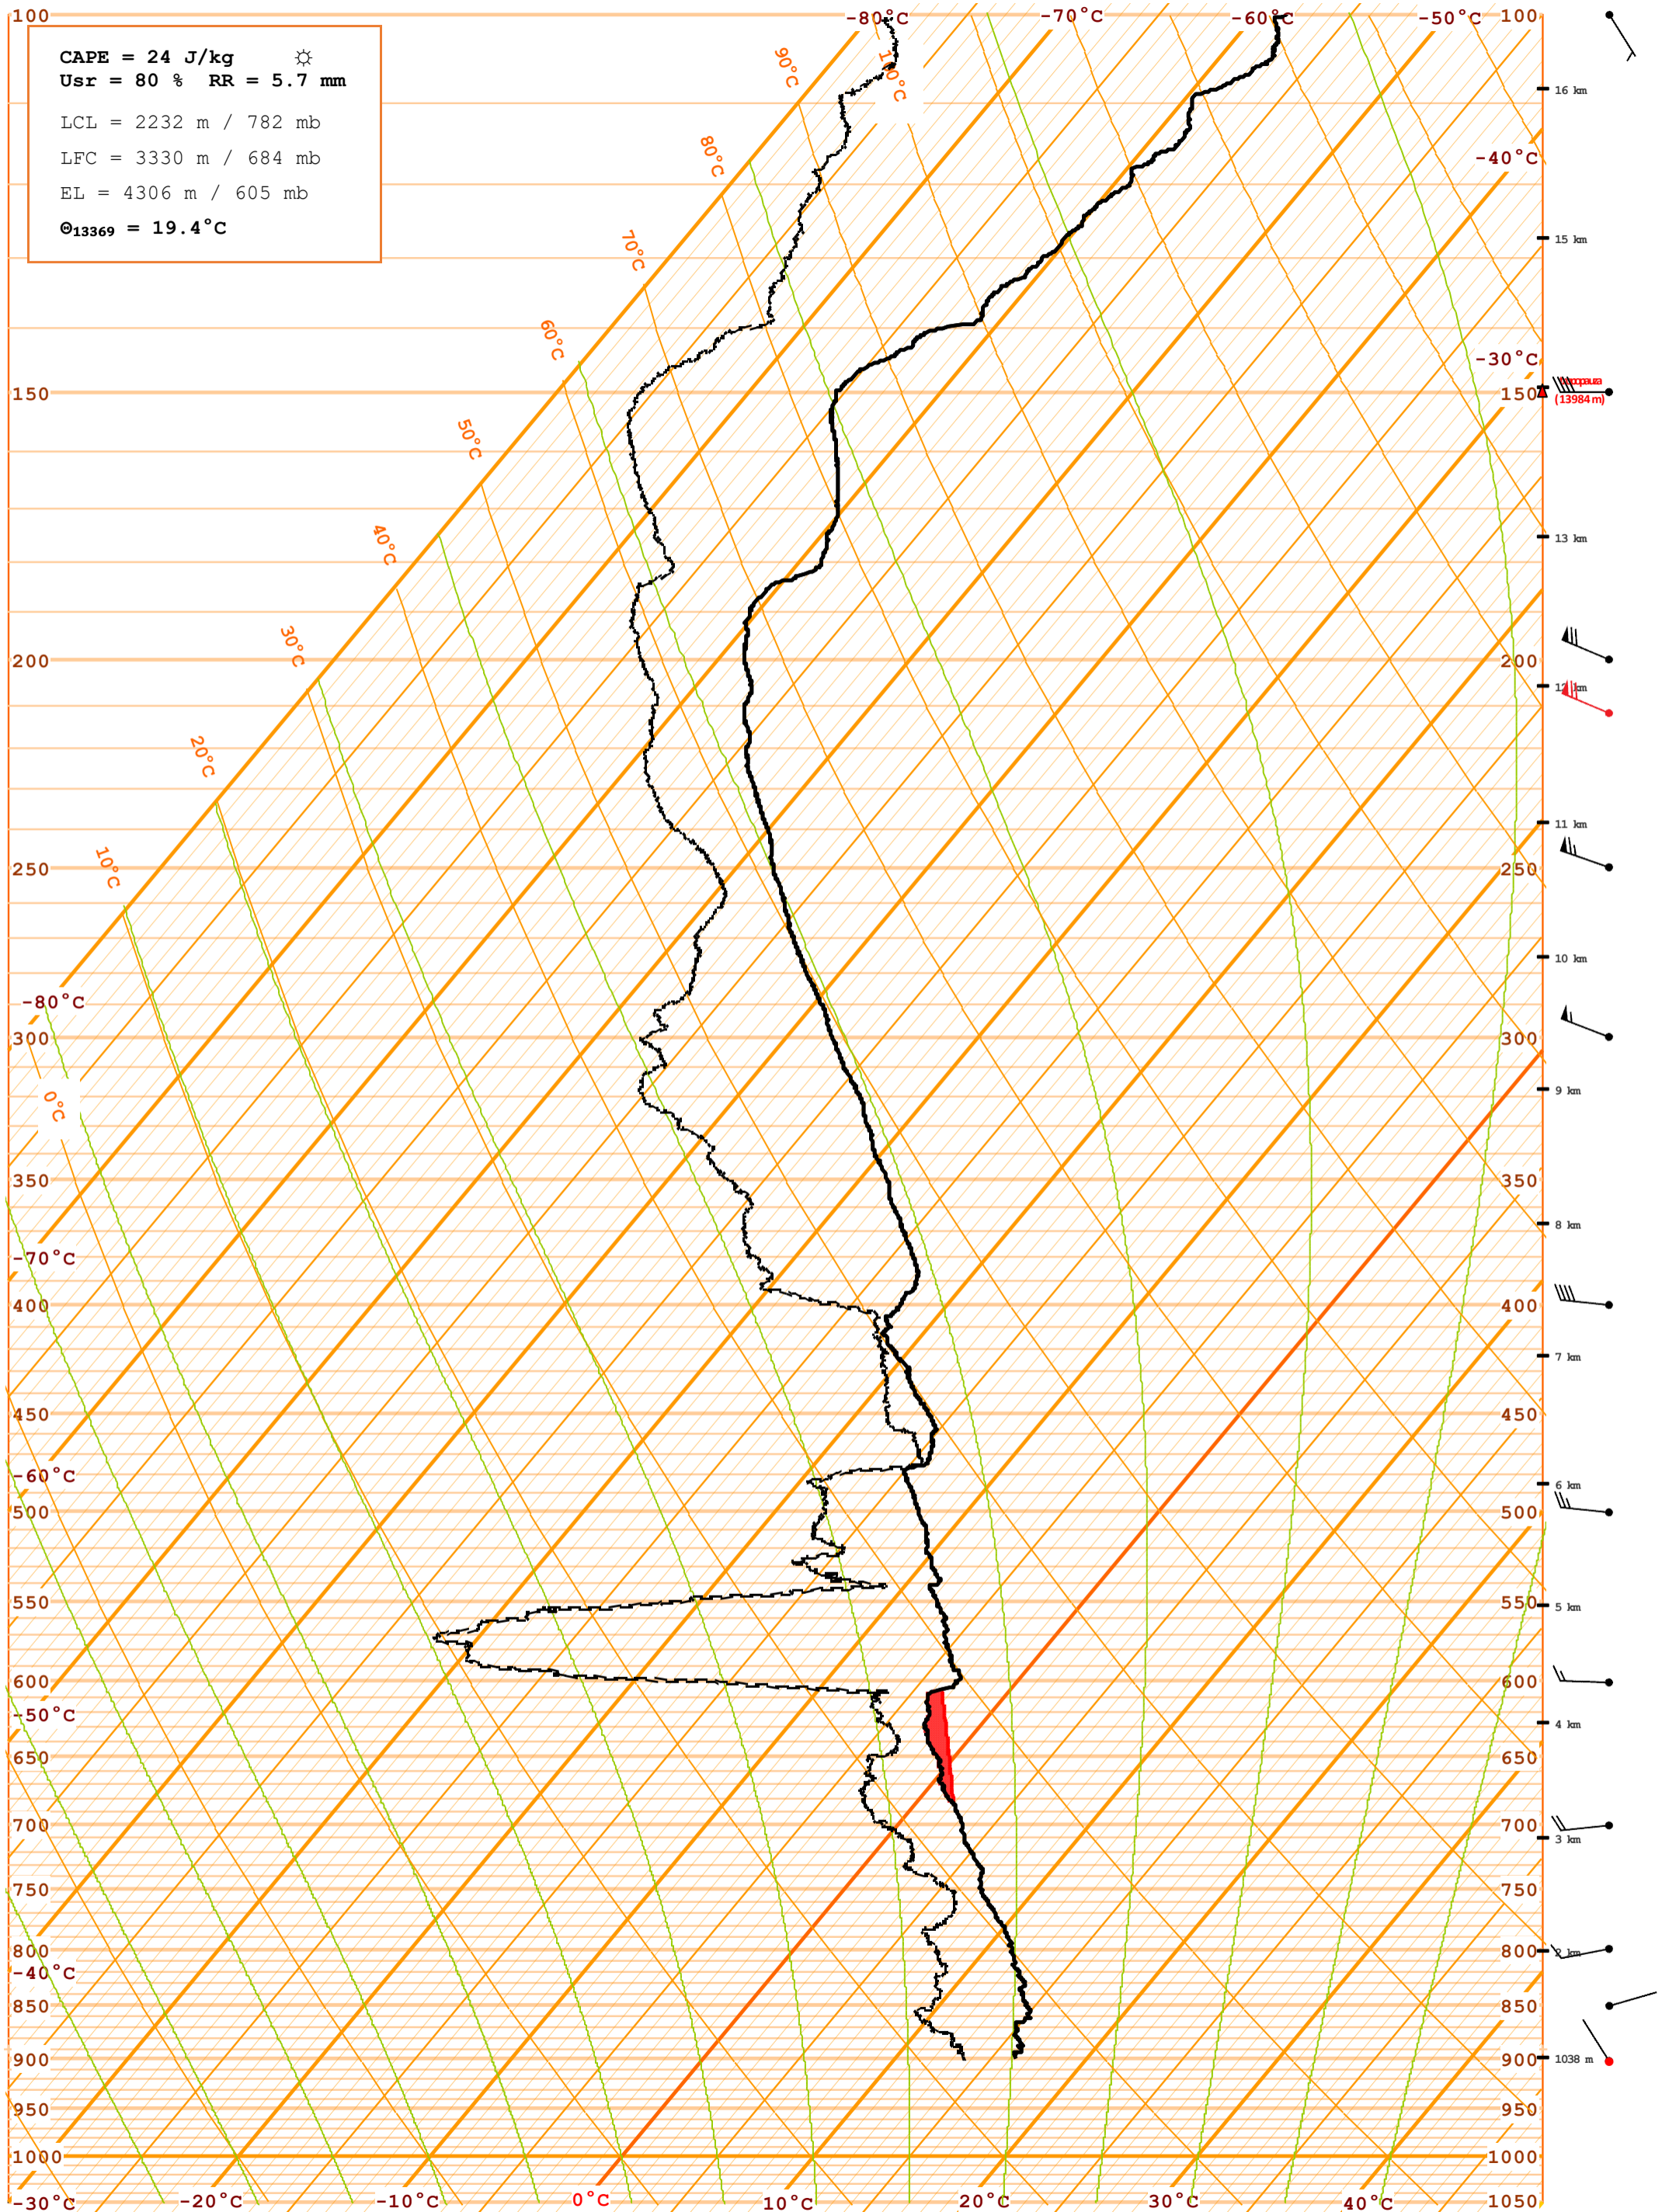 100 -80°C -70°C -60°C -50°C 100
CAPE = 24 J/kg ☼
Usr = 80 % RR = 5.7 mm
LCL = 2232 m / 782 mb
LFC = 3330 m / 684 mb
EL = 4306 m / 605 mb
Θ13369 = 19.4°C
90°C 100°C
16 km
80°C
-40°C
70°C
15 km
60°C
-30°C
150 150
(13984 m)
50°C
40°C
13 km
30°C
200 200
12 km
20°C
11 km
10°C
250 250
10 km
-80°C
300 300
9 km
0°C
350 350
8 km
-70°C
400 400
7 km
450 450
-60°C
6 km
500 500
550 550
5 km
600 600
-50°C
4 km
650 650
700 700
3 km
750 750
800 800 2 km
-40°C
850 850
900 900 1038 m
950 950
1000 1000
-30°C -20°C -10°C 0°C 10°C 20°C 30°C 40°C 1050